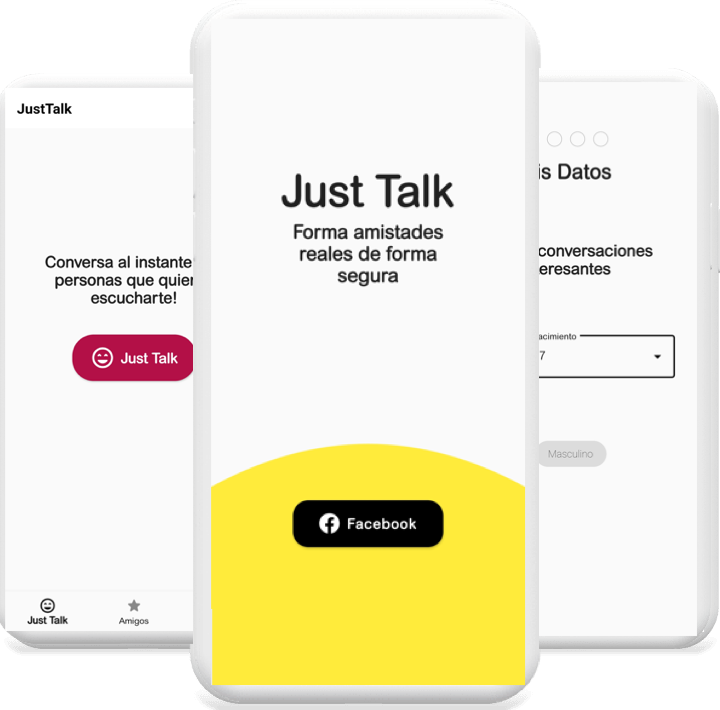 JustTalk
Conversa al instante
personas que quier
escucharte!
Just Talk
Just Talk
Amigos
Just Talk
Forma amistades
reales de forma
segura
Facebook
is Datos
conversaciones
eresantes
acimiento
7
Masculino